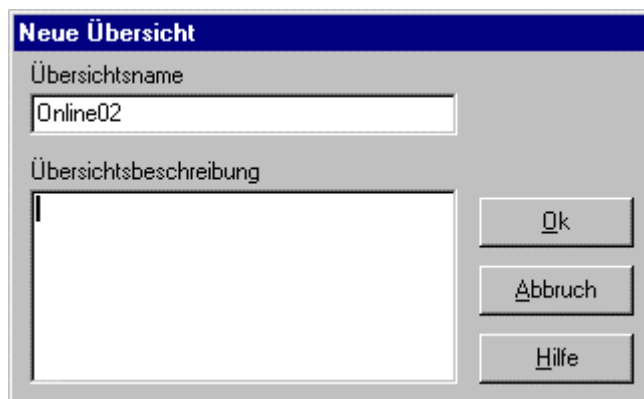 Neue Übersicht
Übersichtsname
Online02
Übersichtsbeschreibung
Ok
Abbruch
Hilfe